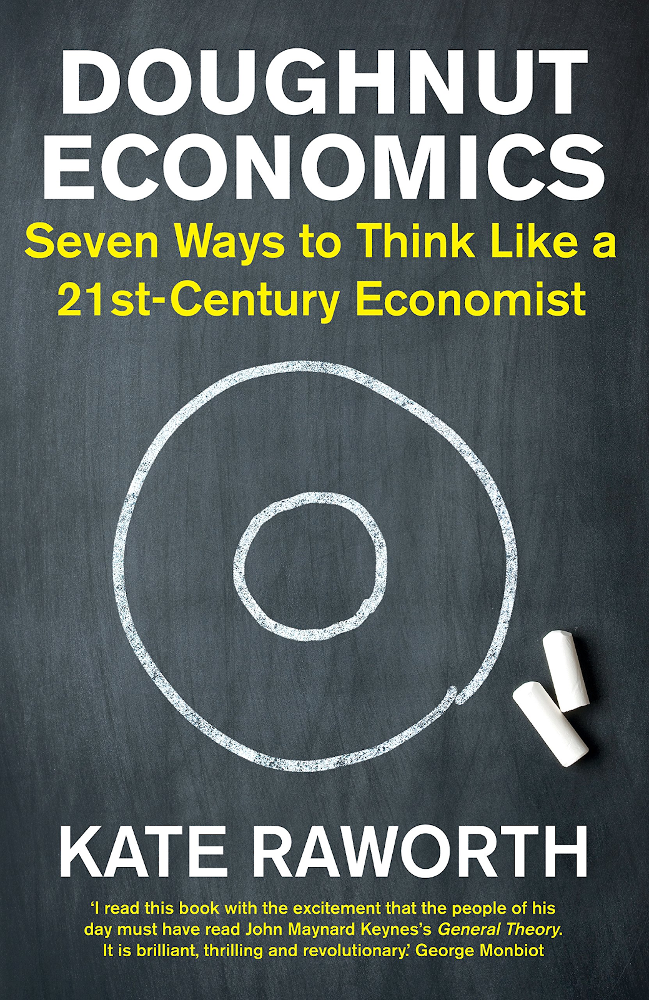 DOUGHNUT
ECONOMICS
Seven Ways to Think Like a
21st-Century Economist
KATE RAWORTH
‘I read this book with the excitement that the people of his
day must have read John Maynard Keynes’s General Theory.
It is brilliant, thrilling and revolutionary.’ George Monbiot